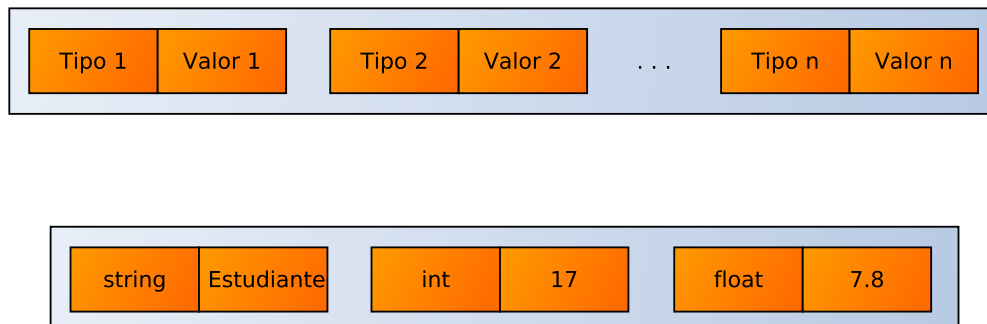 Tipo 1 Valor 1 Tipo 2 Valor 2 . . . Tipo n Valor n
string Estudiante int 17 float 7.8